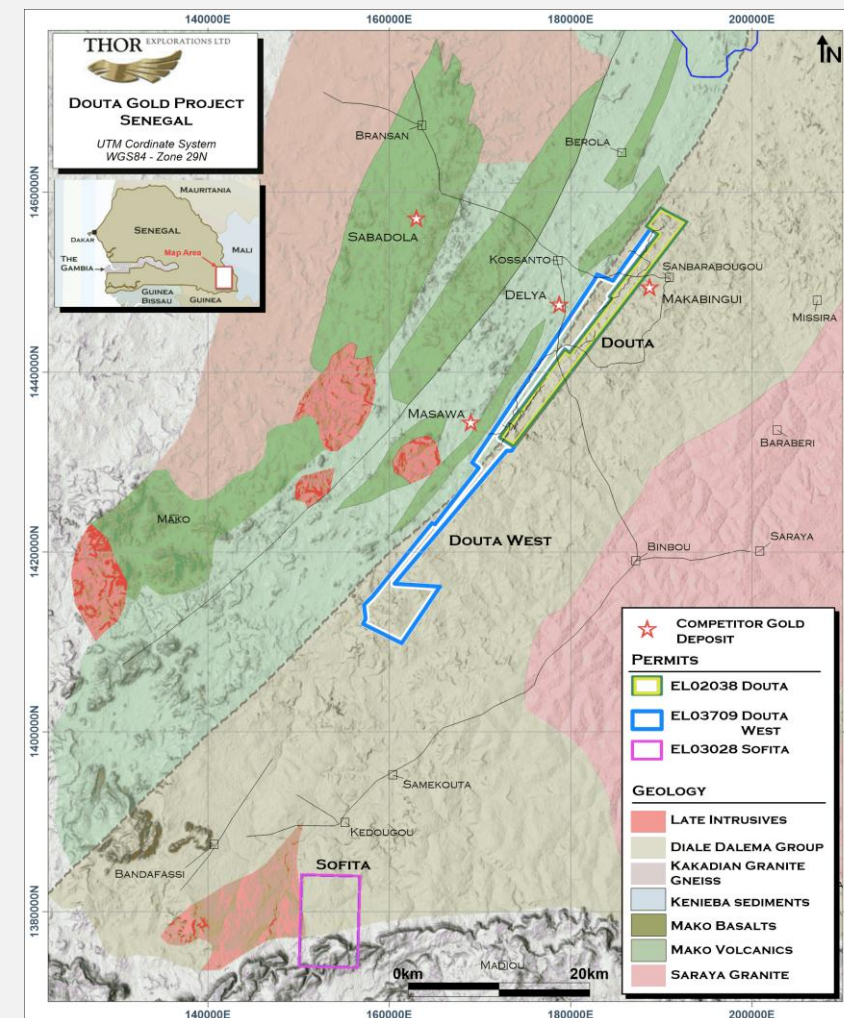 140000E 160000E 180000E 200000E
THOR EXPLORATIONS LTD
DOUTA GOLD PROJECT
SENEGAL
UTM Cordinate System
WGS84 - Zone 29N
N
MAURITANIA
SENEGAL
DAKAR
Map Area
MALI
THE
GAMBIA
GUINEA
BISSAU
GUINEA
1460000N
1440000N
1420000N
1400000N
1380000N
BRANSAN
BEROLA
SABADOLA
KOSSANTO
SANBARABOUGOU
DELYA
MAKABINGUI
MISSIRA
DOUTA
MASAWA
BARABERI
MAKO
DOUTA WEST
BINBOU
SARAYA
SAMEKOUTA
KEDOUGOU
BANDAFASSI
SOFITA
MADIOU
0km 20km
COMPETITOR GOLD
DEPOSIT
PERMITS
EL02038 DOUTA
EL03709 DOUTA
WEST
EL03028 SOFITA
GEOLOGY
LATE INTRUSIVES
DIALE DALEMA GROUP
KAKADIAN GRANITE
GNEISS
KENIEBA SEDIMENTS
MAKO BASALTS
MAKO VOLCANICS
SARAYA GRANITE
140000E 160000E 180000E 200000E